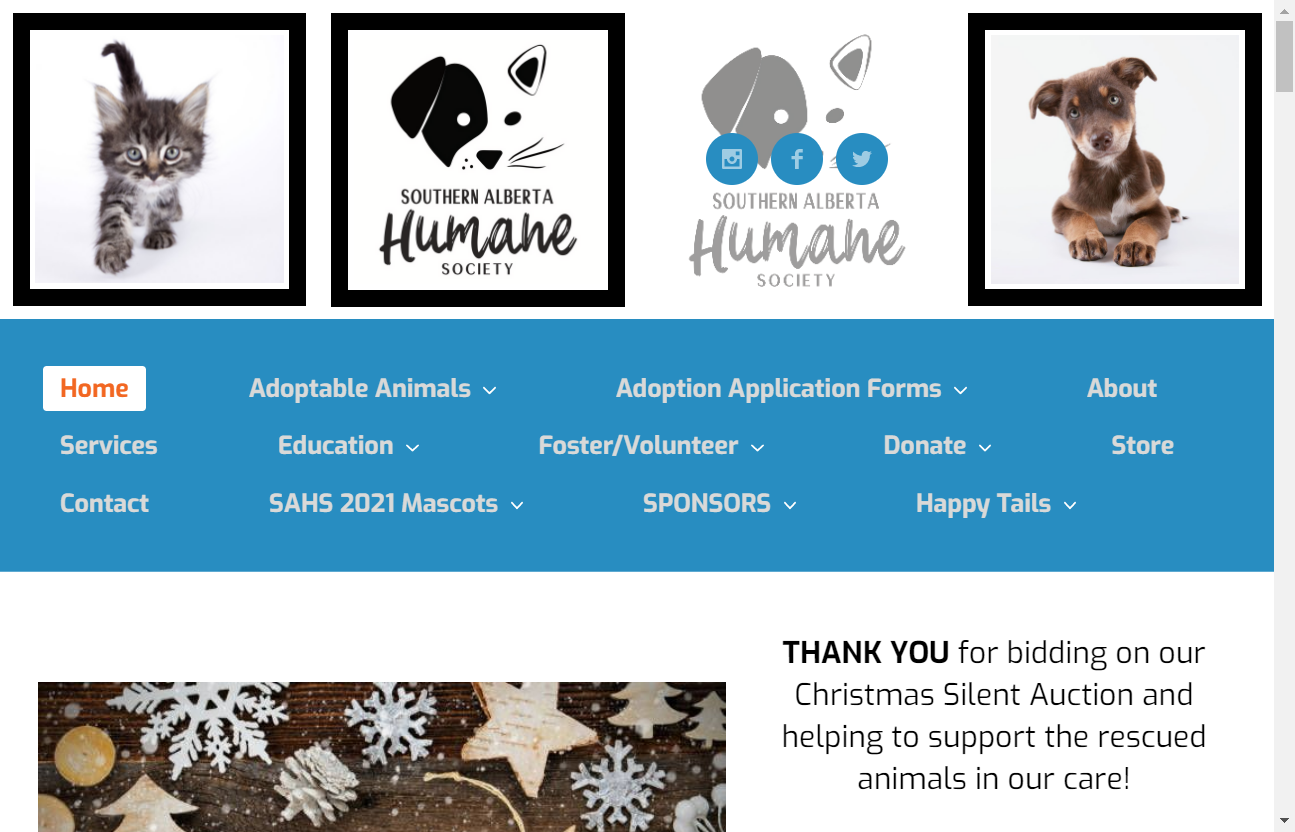 SOUTHERN ALBERTA
Humane
SOCIETY
SOUTHERN ALBERTA
Humane
SOCIETY
Home
Adoptable Animals
Adoption Application Forms
About
Services
Education
Foster/Volunteer
Donate
Store
Contact
SAHS 2021 Mascots
SPONSORS
Happy Tails
THANK YOU for bidding on our
Christmas Silent Auction and
helping to support the rescued
animals in our care!